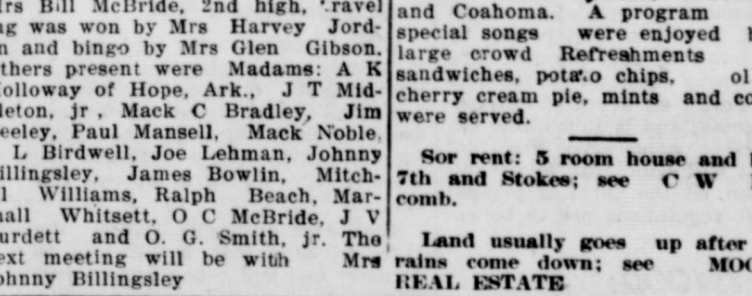 rs Bill McBride, 2nd high, travel
g was won by Mrs Harvey Jord-
n and bingo by Mrs Glen Gibson.
thers present were Madams: A K
olloway of Hope, Ark., J T Mid-
leton, jr , Mack C Bradley, Jim
eeley, Paul Mansell, Mack Noble,
L Birdwell, Joe Lehman, Johnny
illingsley, James Bowlin, Mitch-
l Williams, Ralph Beach, Mar-
hall Whitsett, O C McBride, J V
urdett and O. G. Smith, jr. The
ext meeting will be with Mrs
ohnny Billingsley
and Coahoma. A program
special songs were enjoyed
large crowd Refreshments
sandwiches, potato chips, ol
cherry cream pie, mints and co
were served.
Sor rent: 5 room house and
7th and Stokes; see C W
comb.
Land usually goes up after
rains come down; see MOO
REAL ESTATE